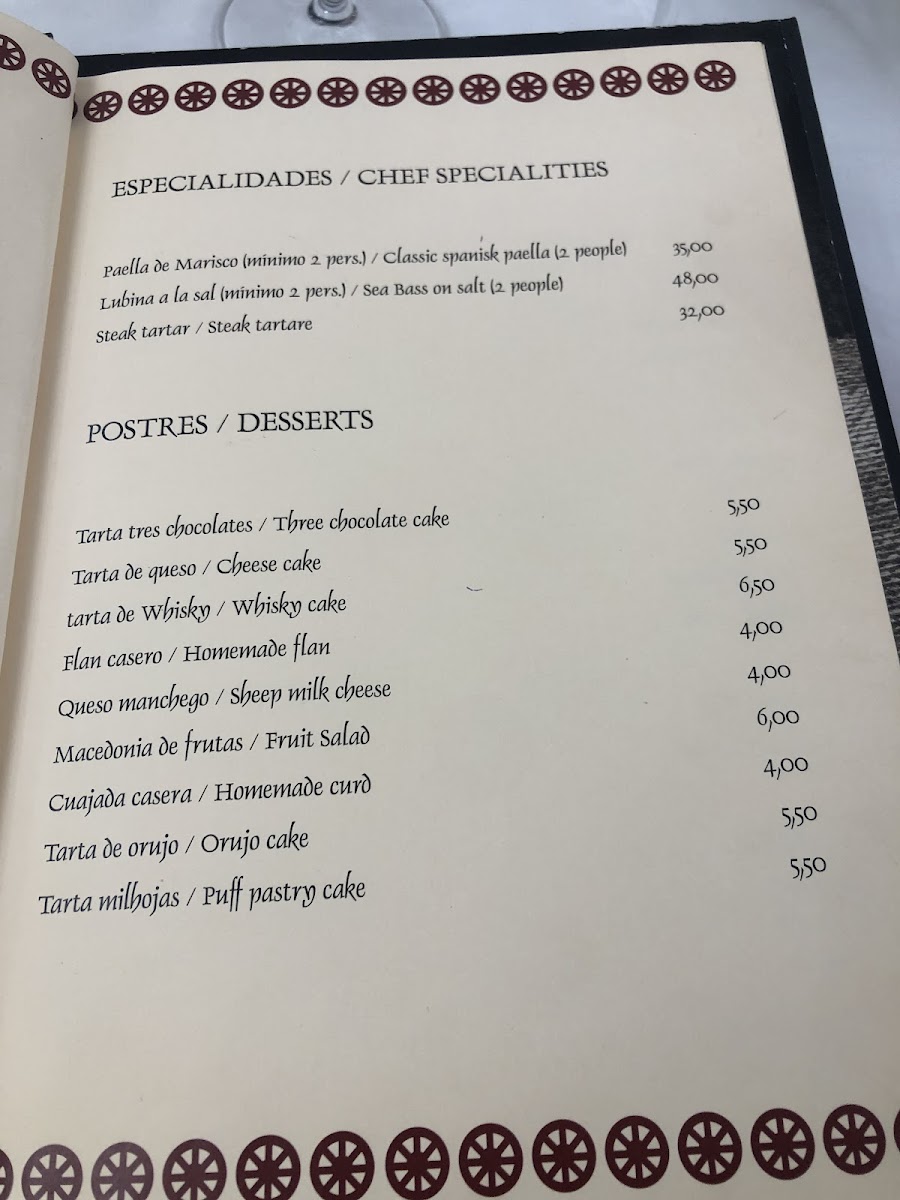 ESPECIALIDADES / CHEF SPECIALITIES
Paella de Marisco (mínimo 2 pers.) / Classic spanisk paella (2 people) 35,00
Lubina a la sal (mínimo 2 pers.) / Sea Bass on salt (2 people) 48,00
Steak tartar / Steak tartare 32,00
POSTRES / DESSERTS
Tarta tres chocolates / Three chocolate cake 5,50
Tarta de queso / Cheese cake 5,50
tarta de Whisky / Whisky cake 6,50
Flan casero / Homemade flan 4,00
Queso manchego / Sheep milk cheese 4,00
Macedonia de frutas / Fruit Salad 6,00
Cuajada casera / Homemade curd 4,00
Tarta de orujo / Orujo cake 5,50
Tarta milhojas / Puff pastry cake 5,50